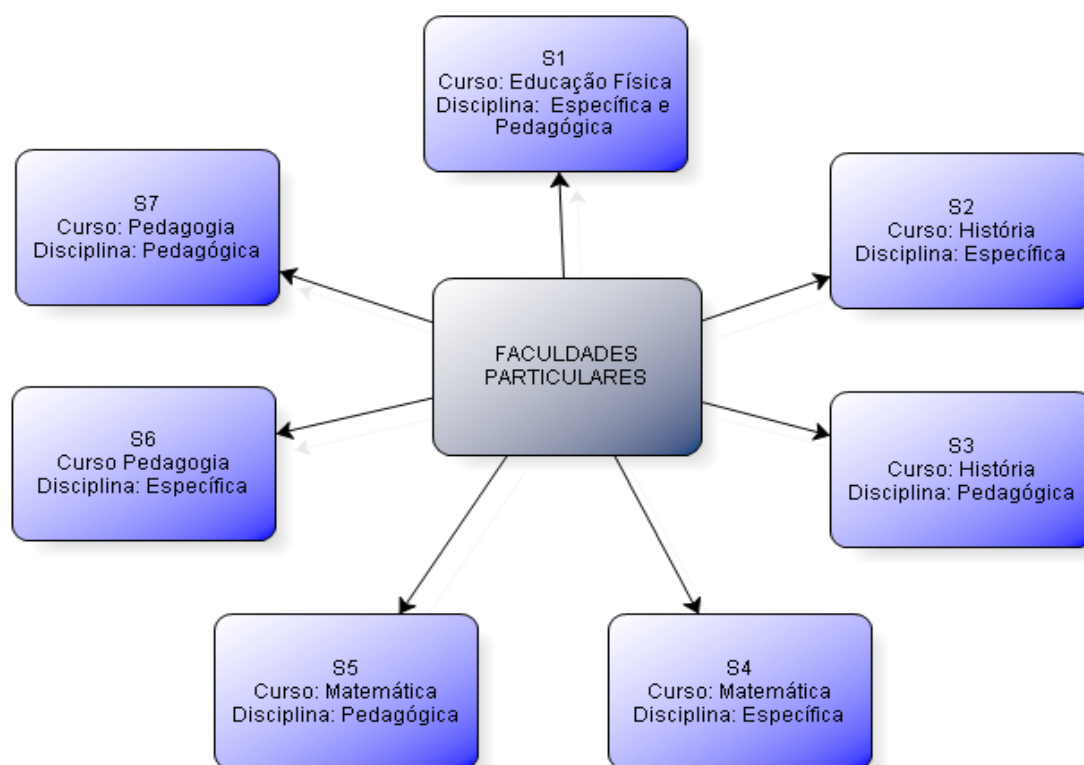 S1
Curso: Educação Física
Disciplina: Específica e
Pedagógica
S2
Curso: História
Disciplina: Específica
S3
Curso: História
Disciplina: Pedagógica
S4
Curso: Matemática
Disciplina: Específica
S5
Curso: Matemática
Disciplina: Pedagógica
S6
Curso Pedagogia
Disciplina: Específica
S7
Curso: Pedagogia
Disciplina: Pedagógica
FACULDADES
PARTICULARES